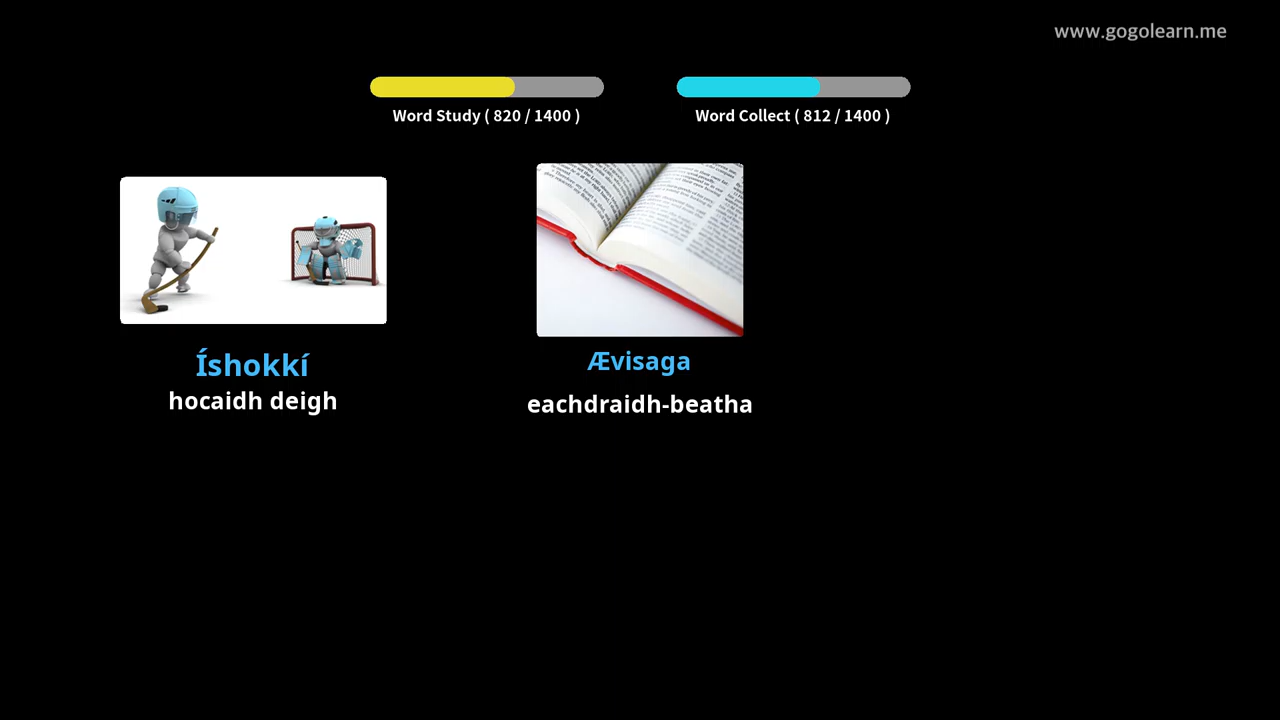 www.gogolearn.me
Word Study ( 820 / 1400 )
Word Collect ( 812 / 1400 )
Íshokkí
hocaidh deigh
Ævisaga
eachdraidh-beatha